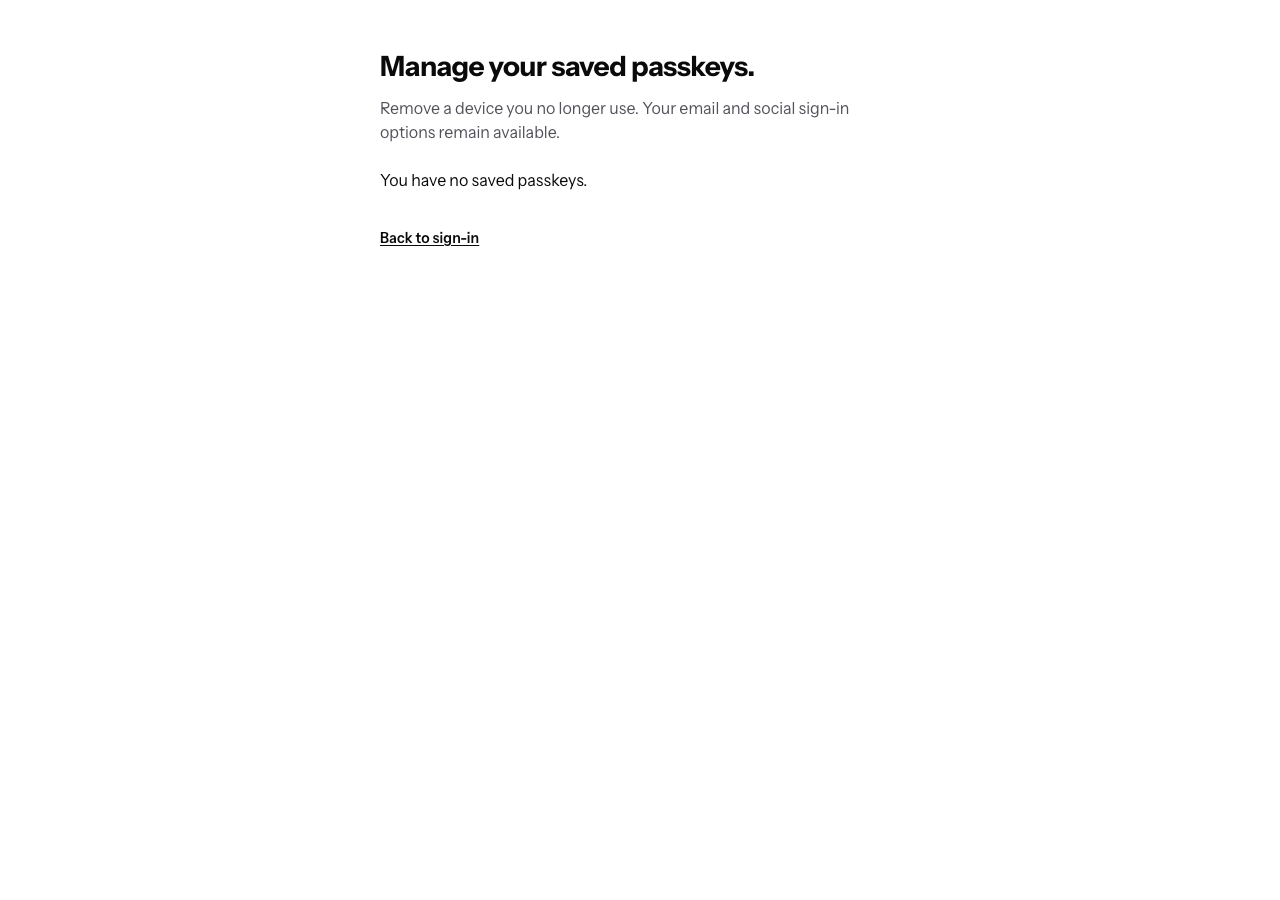 Manage your saved passkeys.
Remove a device you no longer use. Your email and social sign-in
options remain available.
You have no saved passkeys.
Back to sign-in